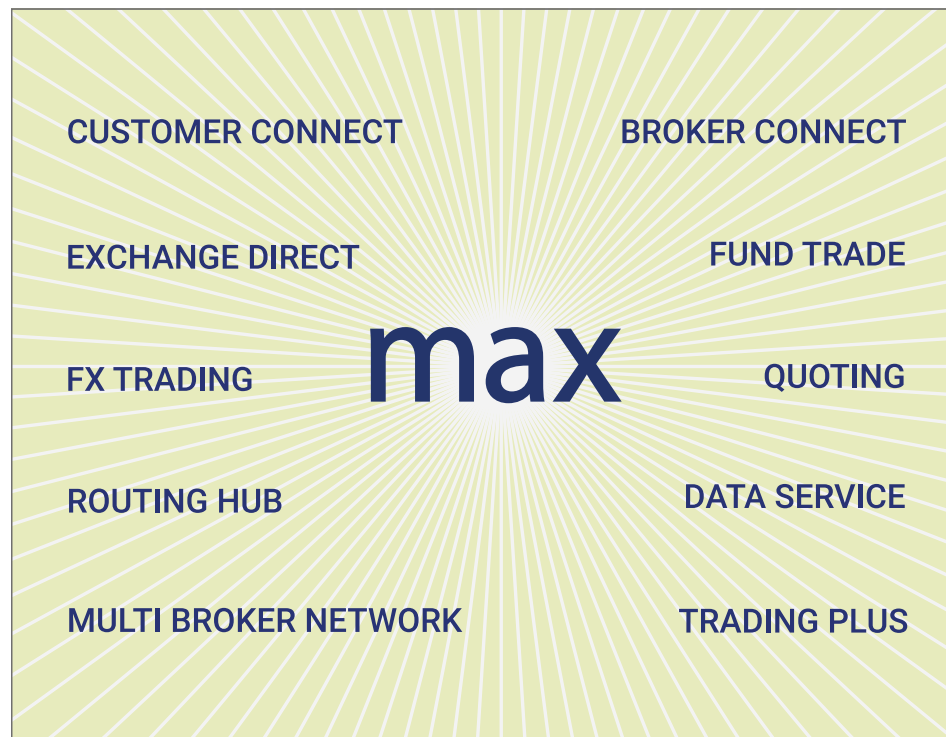 CUSTOMER CONNECT
BROKER CONNECT
EXCHANGE DIRECT
FUND TRADE
max
FX TRADING
QUOTING
ROUTING HUB
DATA SERVICE
MULTI BROKER NETWORK
TRADING PLUS